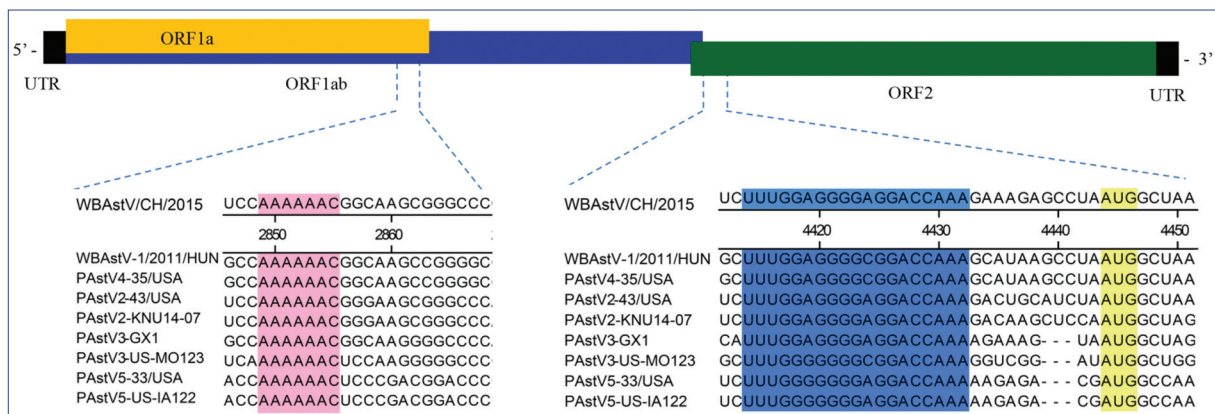 ORF1a
5’ -
- 3’
UTR
ORF1ab
ORF2
UTR
WBAstV/CH/2015 UCCAAAAAACGGCAAGCGGGCCC
2850 2860
WBAstV-1/2011/HUN GCCAAAAAACGGCAAGCCGGGGC
PAstV4-35/USA GCCAAAAAACGGCAAGCCGGGGC
PAstV2-43/USA UCCAAAAAACGGGAAGCGGGCCC
PAstV2-KNU14-07 UCCAAAAAACGGGAAGCGGGCCC
PAstV3-GX1 GCCAAAAAACGGCAAGGGGGCCC
PAstV3-US-MO123 UCAAAAAAACUCCAAGGGGGCCC
PAstV5-33/USA ACCAAAAAACUCCCGACGGACCC
PAstV5-US-IA122 ACCAAAAAACUCCCGACGGACCC
WBAstV/CH/2015 UCUUUGGAGGGGAGGACCAAAGAAAGAGCCUAAUGGCUAA
4420 4430 4440 4450
WBAstV-1/2011/HUN GCUUUGGAGGGGCGGACCAAAGCAUAAGCCUAAUGGCUAA
PAstV4-35/USA GCUUUGGAGGGGCGGACCAAAGCAUAAGCCUAAUGGCUAA
PAstV2-43/USA UCUUUGGAGGGGAGGACCAAAGACUGCAUCUAAUGGCUAA
PAstV2-KNU14-07 UCUUUGGAGGGGAGGACCAAAGACAAGCUCCAAUGGCUAG
PAstV3-GX1 CAUUUGGAGGGGAGGACCAAAAGAAAG---UAAUGGCUAG
PAstV3-US-MO123 GCUUUGGGGGGGAGGACCAAAGGUCGG---AUAUGGCUGG
PAstV5-33/USA UCUUUGGGGGGGAGGACCAAAAAGAGA---CGAUGGCCAA
PAstV5-US-IA122 UCUUUGGGGGGGAGGACCAAAAAGAGA---CGAUGGCCAA